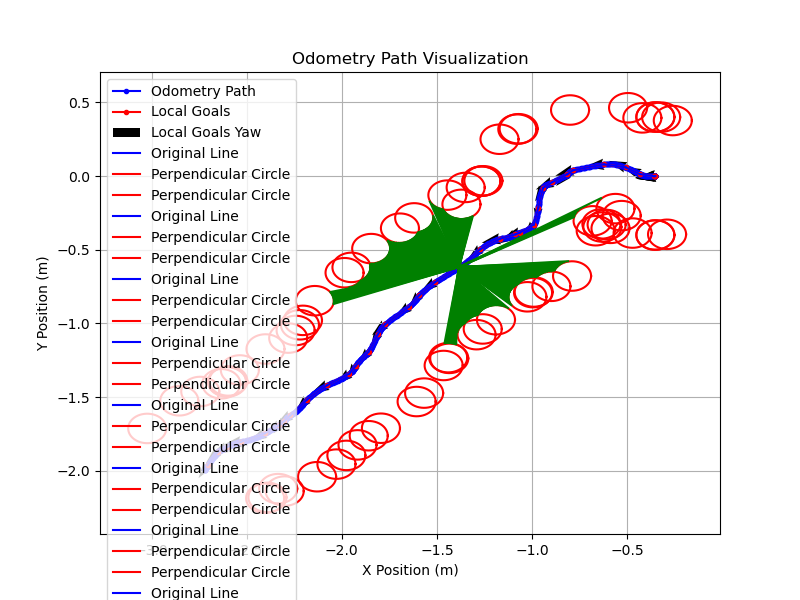 Odometry Path Visualization
Y Position (m)
0.5
0.0
−0.5
−1.0
−1.5
−2.0
Odometry Path
Local Goals
Local Goals Yaw
Original Line
Perpendicular Circle
Perpendicular Circle
Original Line
Perpendicular Circle
Perpendicular Circle
Original Line
Perpendicular Circle
Perpendicular Circle
Original Line
Perpendicular Circle
Perpendicular Circle
Original Line
Perpendicular Circle
Perpendicular Circle
Original Line
Perpendicular Circle
Perpendicular Circle
Original Line
Perpendicular Circle
Perpendicular Circle
Original Line
−2.0 −1.5 −1.0 −0.5
X Position (m)